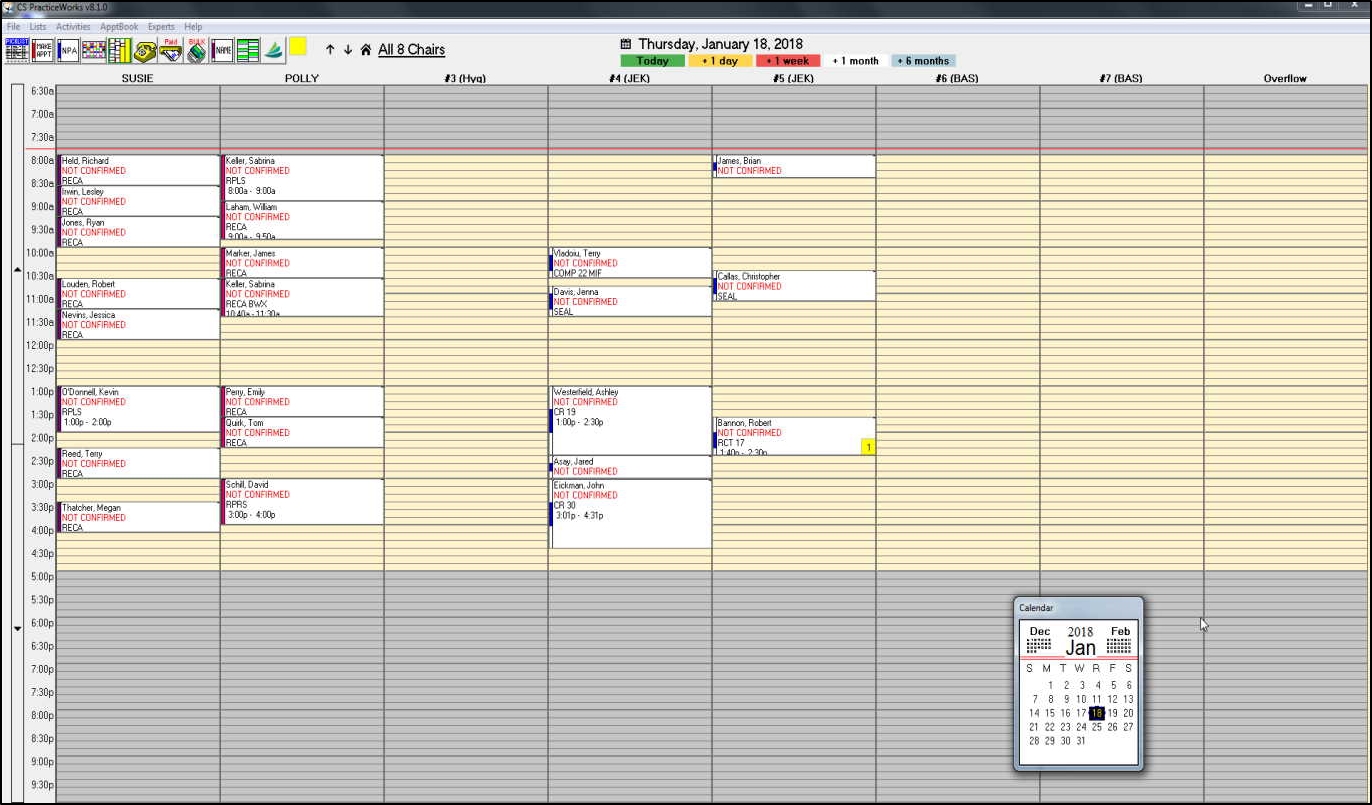 CS PracticeWorks v8.1.0
File Lists Activities ApptBook Experts Help
PICKLIST MAKE APPT NPA Paid BULK NAME
All 8 Chairs
Thursday, January 18, 2018
Today + 1 day + 1 week + 1 month + 6 months
SUSIE POLLY #3 (Hyg) #4 (JEK) #5 (JEK) #6 (BAS) #7 (BAS) Overflow
6:30a
7:00a
7:30a
8:00a
8:30a
9:00a
9:30a
10:00a
10:30a
11:00a
11:30a
12:00p
12:30p
1:00p
1:30p
2:00p
2:30p
3:00p
3:30p
4:00p
4:30p
5:00p
5:30p
6:00p
6:30p
7:00p
7:30p
8:00p
8:30p
9:00p
9:30p
Held, Richard
NOT CONFIRMED
RECA
Irwin, Lesley
NOT CONFIRMED
RECA
Jones, Ryan
NOT CONFIRMED
RECA
Louden, Robert
NOT CONFIRMED
RECA
Nevins, Jessica
NOT CONFIRMED
RECA
O'Donnell, Kevin
NOT CONFIRMED
RPLS
1:00p - 2:00p
Reed, Terry
NOT CONFIRMED
RECA
Thatcher, Megan
NOT CONFIRMED
RECA
Keller, Sabrina
NOT CONFIRMED
RPLS
8:00a - 9:00a
Laham, William
NOT CONFIRMED
RECA
9:00a - 9:50a
Marker, James
NOT CONFIRMED
RECA
Keller, Sabrina
NOT CONFIRMED
RECA BWX
10:40a - 11:30a
Perry, Emily
NOT CONFIRMED
RECA
Quirk, Tom
NOT CONFIRMED
RECA
Schill, David
NOT CONFIRMED
RPRS
3:00p - 4:00p
Vladoiu, Terry
NOT CONFIRMED
COMP 22 MIF
Davis, Jenna
NOT CONFIRMED
SEAL
Westerfield, Ashley
NOT CONFIRMED
CR 19
1:00p - 2:30p
Asay, Jared
NOT CONFIRMED
Eickman, John
NOT CONFIRMED
CR 30
3:01p - 4:31p
James, Brian
NOT CONFIRMED
Callas, Christopher
NOT CONFIRMED
SEAL
Bannon, Robert
NOT CONFIRMED
RCT 17
1:40p - 2:30p
1
Calendar
Dec 2018 Feb
Jan
S M T W R F S
1 2 3 4 5 6
7 8 9 10 11 12 13
14 15 16 17 18 19 20
21 22 23 24 25 26 27
28 29 30 31